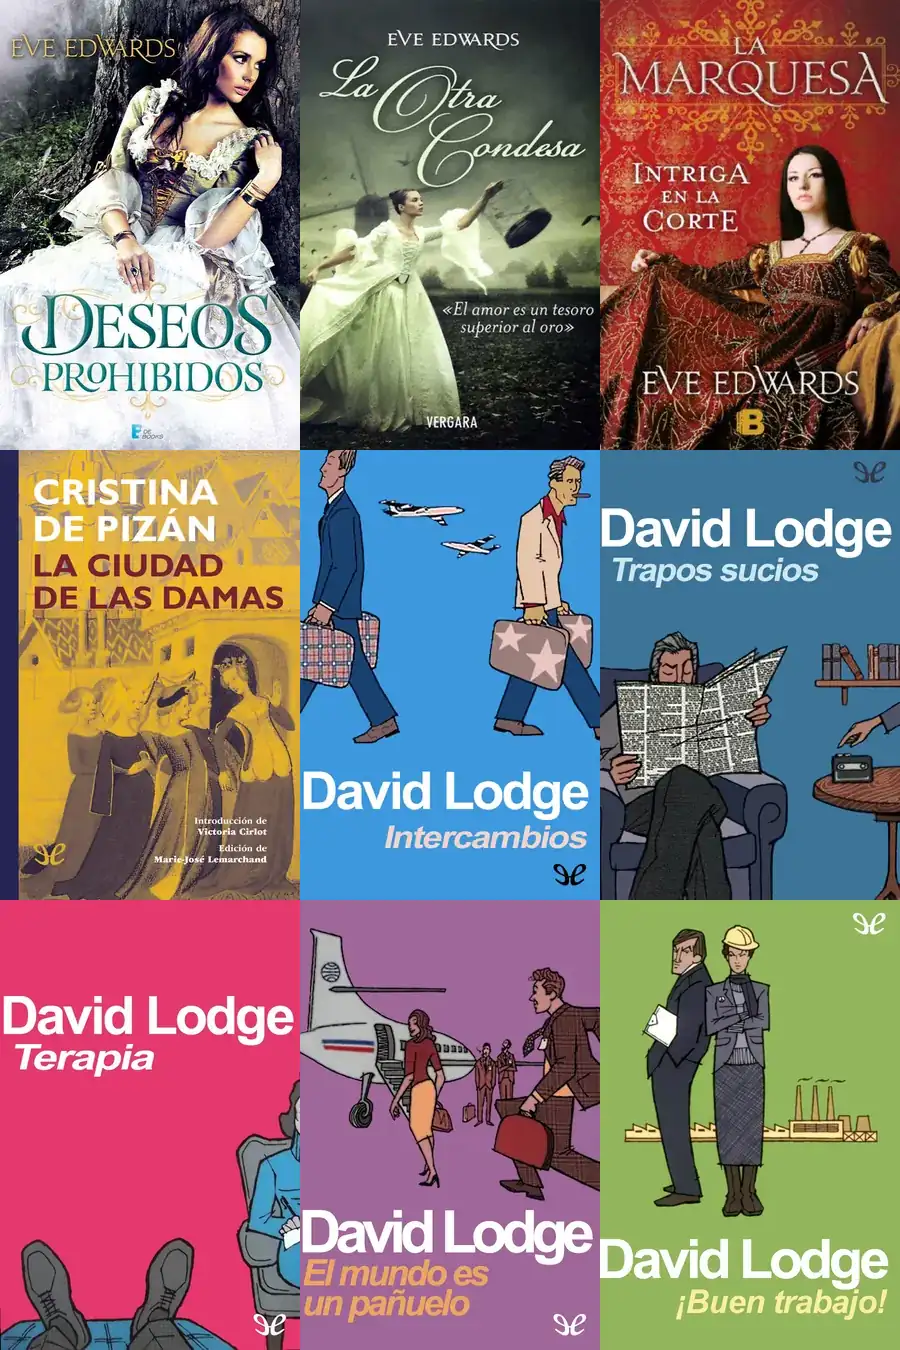 EVE EDWARDS
DESEOS
PROHIBIDOS
B DE
BOOKS
EVE EDWARDS
La Otra
Condesa
«El amor es un tesoro
superior al oro»
VERGARA
LA
MARQUESA
INTRIGA
EN LA
CORTE
EVE EDWARDS
B
CRISTINA
DE PIZÁN
LA CIUDAD
DE LAS DAMAS
Introducción de
Victoria Cirlot
Edición de
Marie-José Lemarchand
David Lodge
Intercambios
David Lodge
Trapos sucios
David Lodge
Terapia
David Lodge
El mundo es
un pañuelo
David Lodge
¡Buen trabajo!